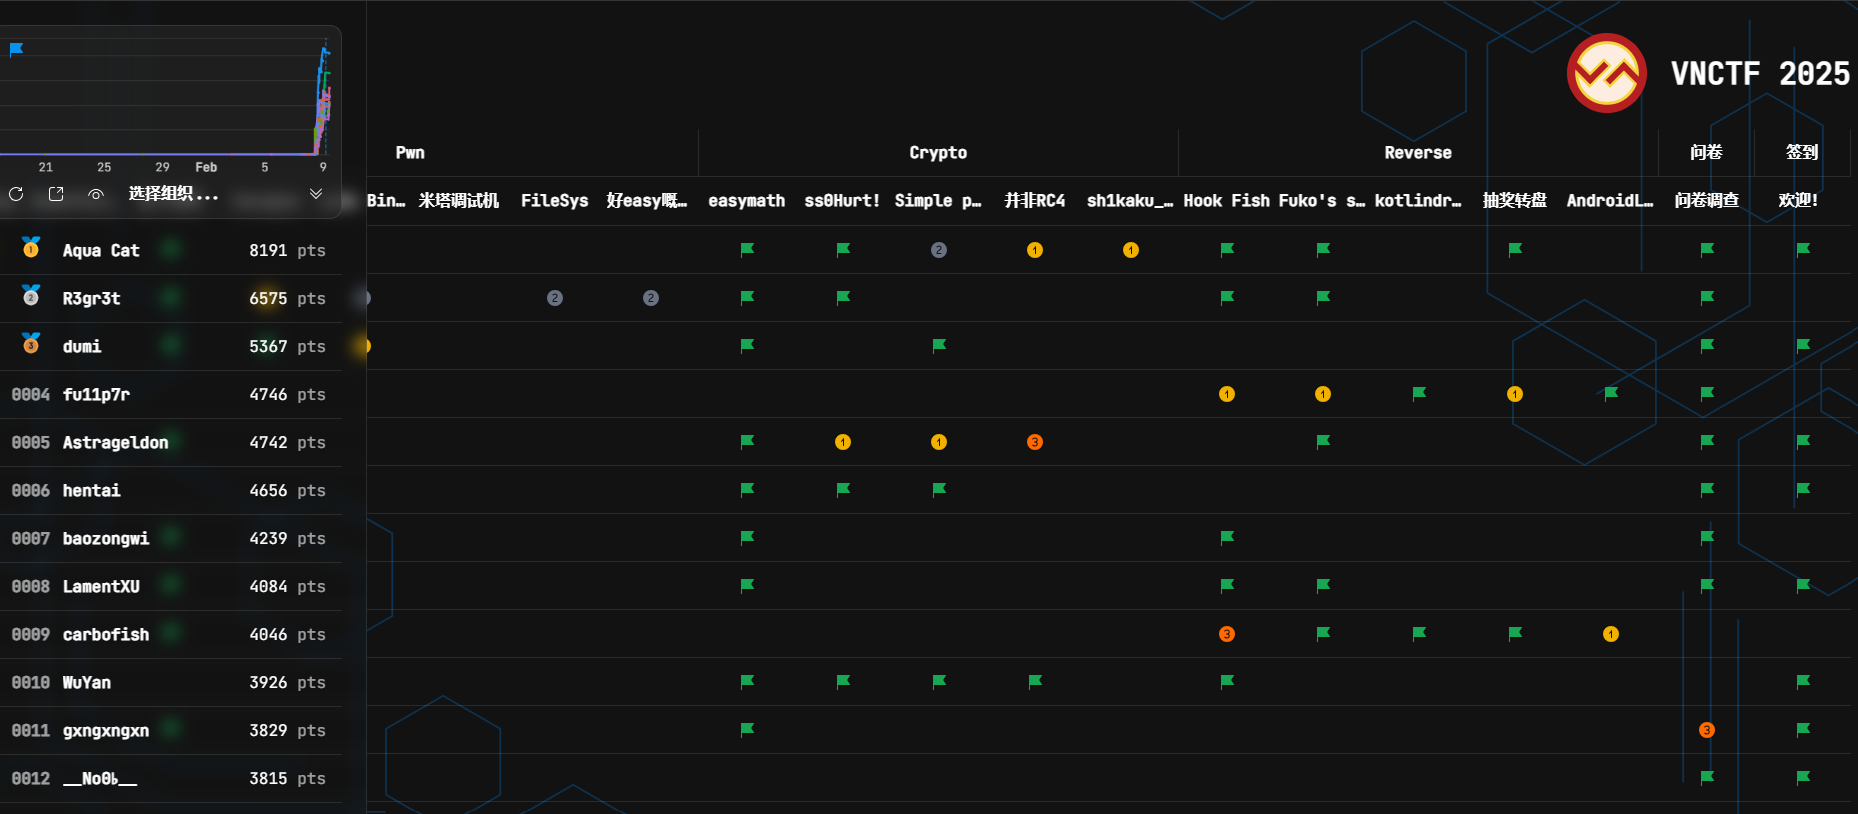 VNCTF 2025
21 25 29 Feb 5 9
选择组织...
Pwn Crypto Reverse 问卷 签到
Bin… 米塔调试机 FileSys 好easy嘅… easymath ss0Hurt! Simple p… 并非RC4 sh1kaku_… Hook Fish Fuko's s… kotlindr… 抽奖转盘 AndroidL… 问卷调查 欢迎!
1 Aqua Cat 8191 pts 2 1 1
2 R3gr3t 6575 pts 2 2
3 dumi 5367 pts
0004 fu11p7r 4746 pts 1 1 1
0005 Astrageldon 4742 pts 1 1 3
0006 hentai 4656 pts
0007 baozongwi 4239 pts
0008 LamentXU 4084 pts
0009 carbofish 4046 pts 3 1
0010 WuYan 3926 pts
0011 gxngxngxn 3829 pts 3
0012 3815 pts